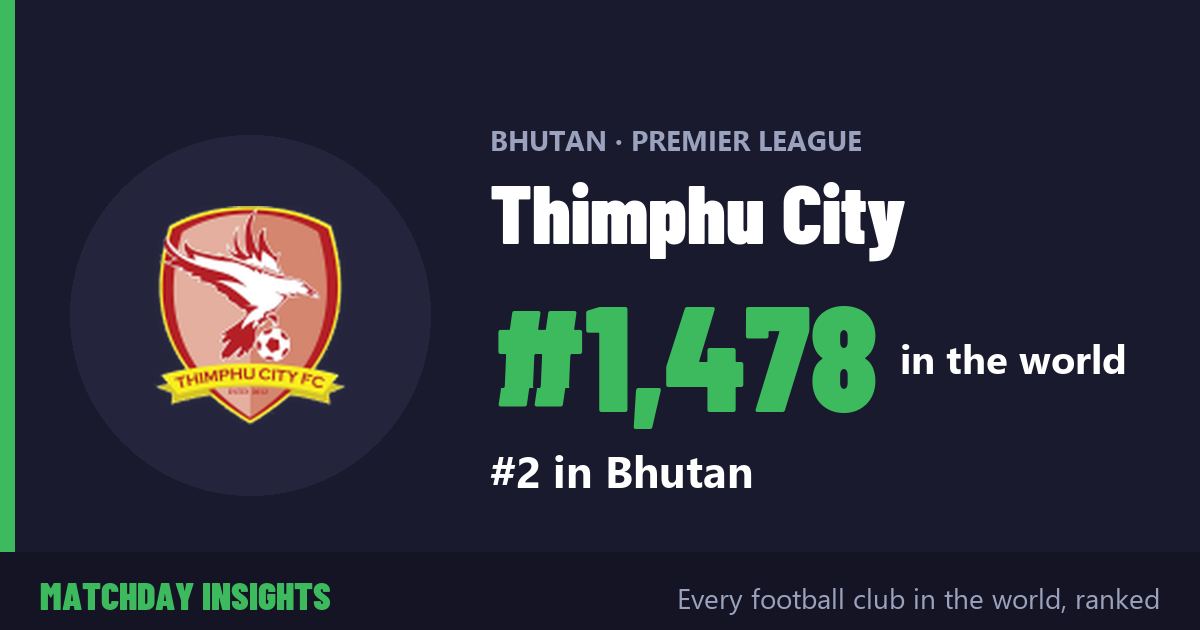 BHUTAN · PREMIER LEAGUE
Thimphu City
#1,478 in the world
#2 in Bhutan
THIMPHU CITY FC
MATCHDAY INSIGHTS
Every football club in the world, ranked